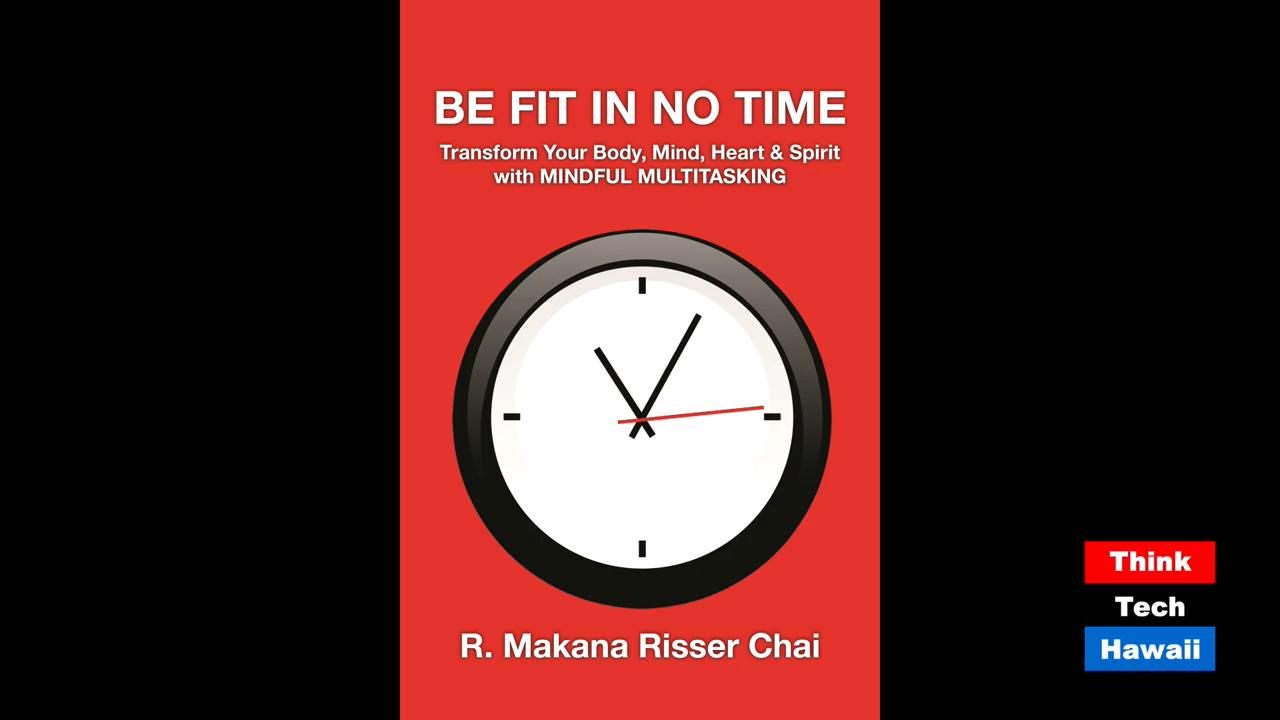 BE FIT IN NO TIME
Transform Your Body, Mind, Heart & Spirit
with MINDFUL MULTITASKING
R. Makana Risser Chai
Think
Tech
Hawaii